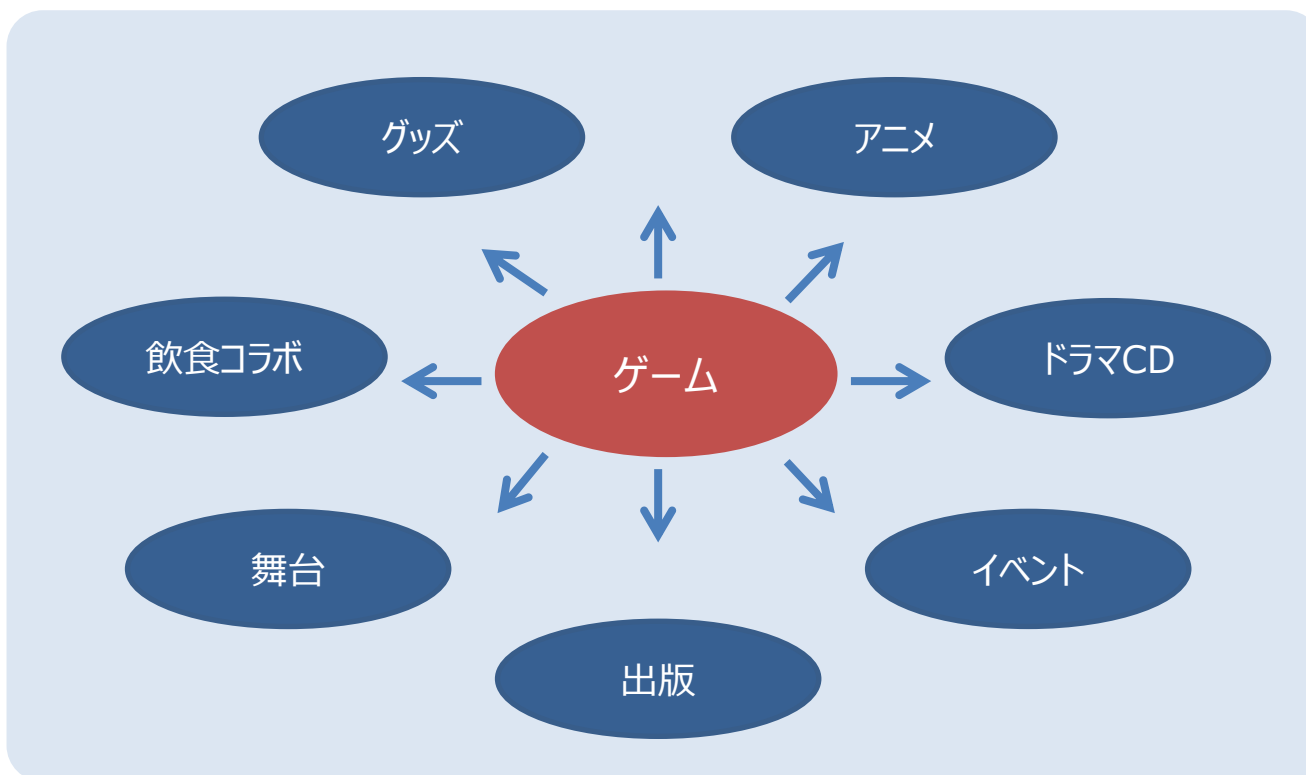 グッズ
アニメ
飲食コラボ
ゲーム
ドラマCD
舞台
イベント
出版